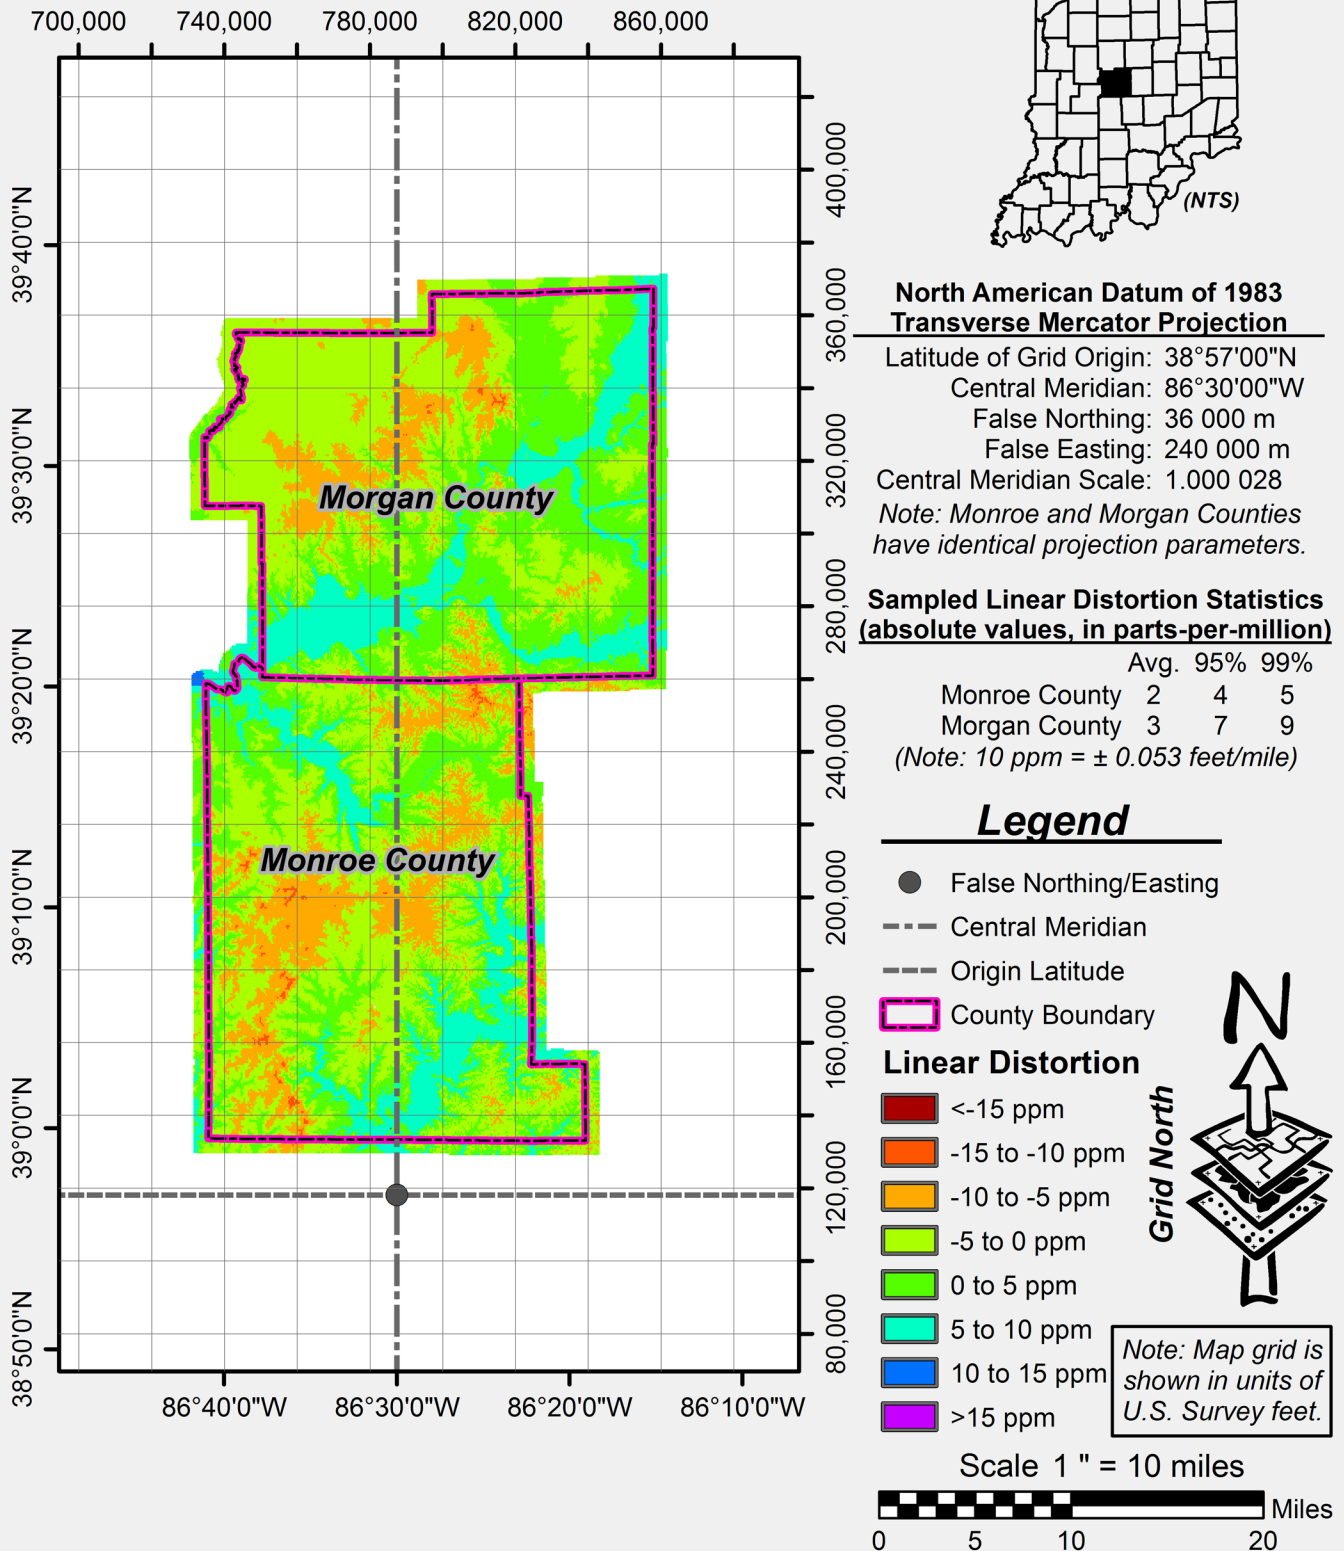 700,000 740,000 780,000 820,000 860,000
400,000
360,000
320,000
280,000
240,000
200,000
160,000
120,000
80,000
39°40'0"N
39°30'0"N
39°20'0"N
39°10'0"N
39°0'0"N
38°50'0"N
86°40'0"W 86°30'0"W 86°20'0"W 86°10'0"W
Morgan County
Monroe County
(NTS)
North American Datum of 1983
Transverse Mercator Projection
Latitude of Grid Origin: 38°57'00"N
Central Meridian: 86°30'00"W
False Northing: 36 000 m
False Easting: 240 000 m
Central Meridian Scale: 1.000 028
Note: Monroe and Morgan Counties
have identical projection parameters.
Sampled Linear Distortion Statistics
(absolute values, in parts-per-million)
Avg. 95% 99%
Monroe County 2 4 5
Morgan County 3 7 9
(Note: 10 ppm = ± 0.053 feet/mile)
Legend
False Northing/Easting
Central Meridian
Origin Latitude
County Boundary
Linear Distortion
<-15 ppm
-15 to -10 ppm
-10 to -5 ppm
-5 to 0 ppm
0 to 5 ppm
5 to 10 ppm
10 to 15 ppm
>15 ppm
N
Grid North
Note: Map grid is
shown in units of
U.S. Survey feet.
Scale 1 " = 10 miles
Miles
0 5 10 20